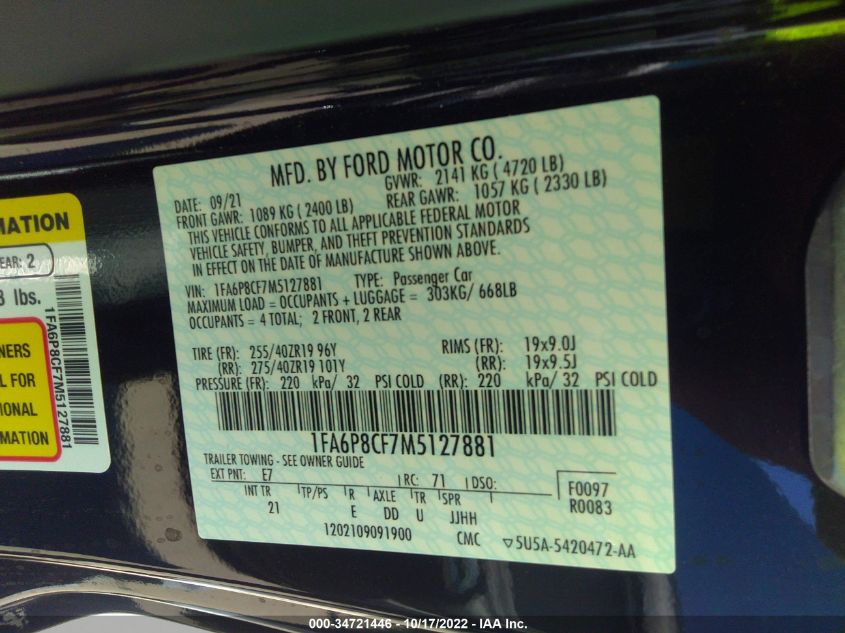 MFD. BY FORD MOTOR CO.
DATE: 09/21 GVWR: 2141 KG ( 4720 LB)
FRONT GAWR: 1089 KG ( 2400 LB) REAR GAWR: 1057 KG ( 2330 LB)
THIS VEHICLE CONFORMS TO ALL APPLICABLE FEDERAL MOTOR
VEHICLE SAFETY, BUMPER, AND THEFT PREVENTION STANDARDS
IN EFFECT ON THE DATE OF MANUFACTURE SHOWN ABOVE.
VIN: 1FA6P8CF7M5127881 TYPE: Passenger Car
MAXIMUM LOAD = OCCUPANTS + LUGGAGE = 303KG/ 668LB
OCCUPANTS = 4 TOTAL; 2 FRONT, 2 REAR
TIRE (FR): 255/40ZR19 96Y RIMS (FR): 19x9.0J
(RR): 275/40ZR19 101Y (RR): 19x9.5J
PRESSURE (FR): 220 kPa/ 32 PSI COLD (RR): 220 kPa/ 32 PSI COLD
1FA6P8CF7M5127881
TRAILER TOWING - SEE OWNER GUIDE
EXT PNT: E7 RC: 71 DSO: F0097
INT TR TP/PS R AXLE TR SPR R0083
21 E DD U JJHH
1202109091900 CMC ▽5U5A-5420472-AA
MATION
EAR: 2
lbs.
1FA6P8CF7M5127881
NERS
L FOR
IONAL
RMATION
000-34721446 - 10/17/2022 - IAA Inc.